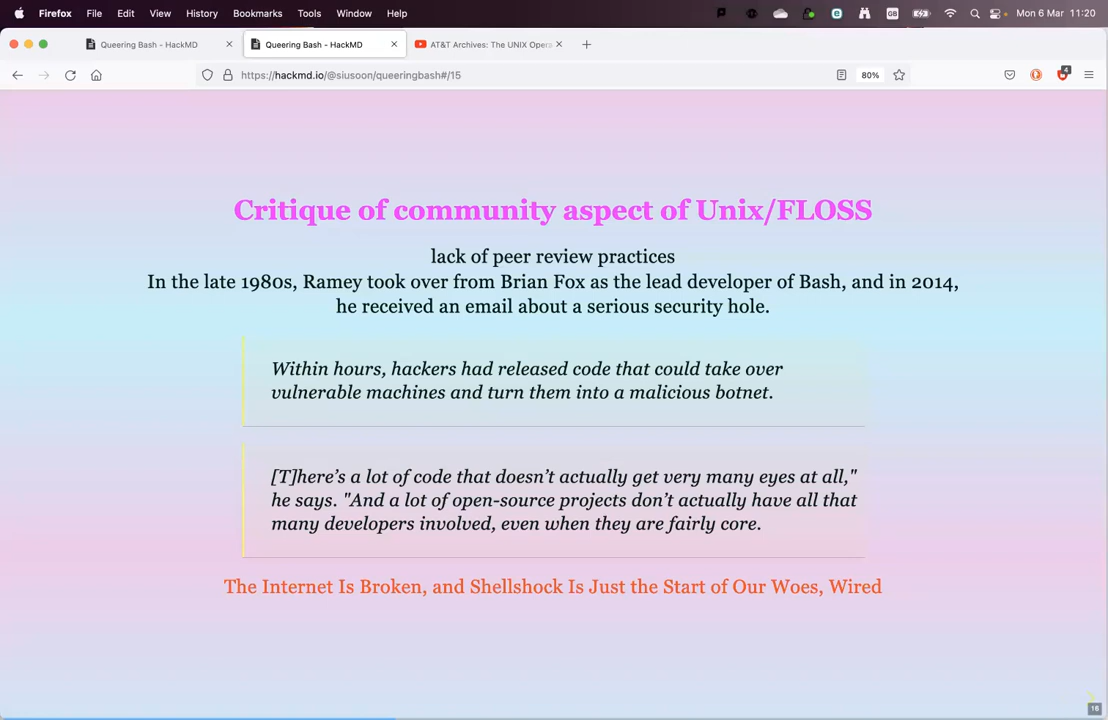 Firefox File Edit View History Bookmarks Tools Window Help GB Mon 6 Mar 11:20
Queering Bash - HackMD Queering Bash - HackMD AT&T Archives: The UNIX Opera
https://hackmd.io/@siusoon/queeringbash#/15 80% 4
Critique of community aspect of Unix/FLOSS
lack of peer review practices
In the late 1980s, Ramey took over from Brian Fox as the lead developer of Bash, and in 2014,
he received an email about a serious security hole.
Within hours, hackers had released code that could take over
vulnerable machines and turn them into a malicious botnet.
[T]here’s a lot of code that doesn’t actually get very many eyes at all,"
he says. "And a lot of open-source projects don’t actually have all that
many developers involved, even when they are fairly core.
The Internet Is Broken, and Shellshock Is Just the Start of Our Woes, Wired
16